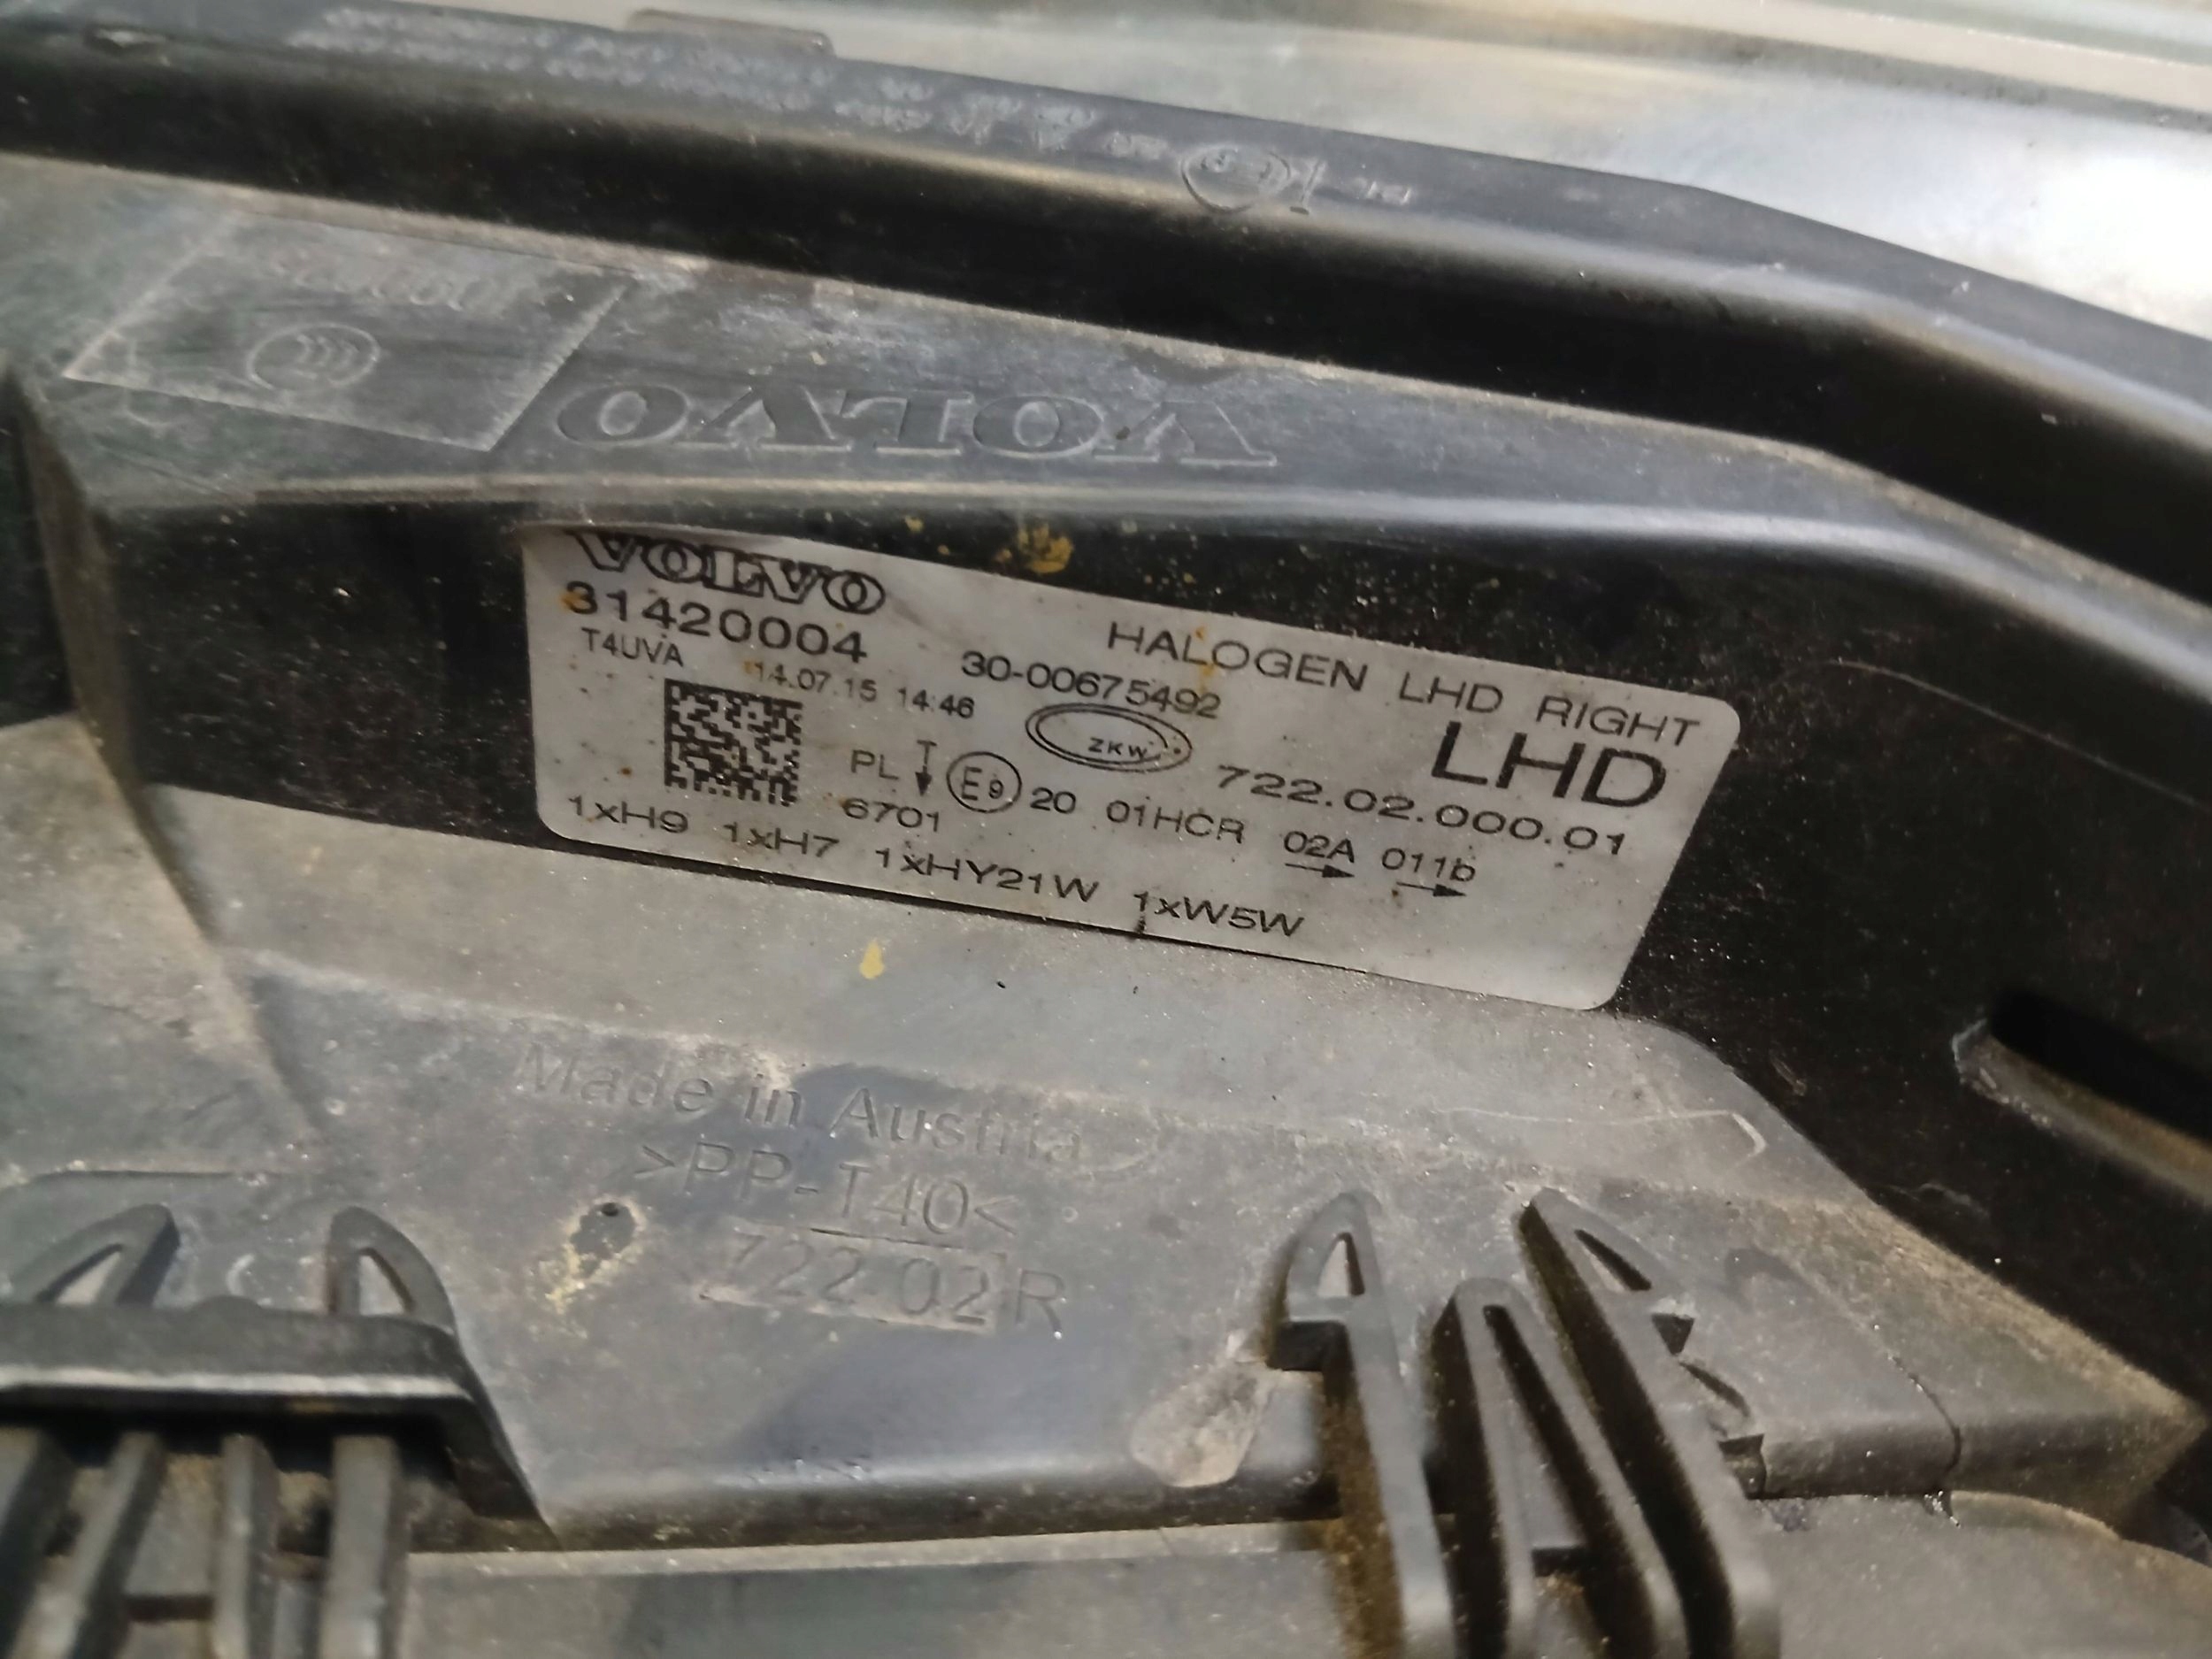 VOLVO
VOLVO
31420004
HALOGEN LHD RIGHT
T4UVA
30-00675492
LHD
14.07.15 14:46
ZKW
722.02.000.01
PL
E9 20 01HCR 02A 011b
6701
1xH9 1xH7 1xHY21W 1xW5W
Made in Austria
>PP-T40<
722.02 R